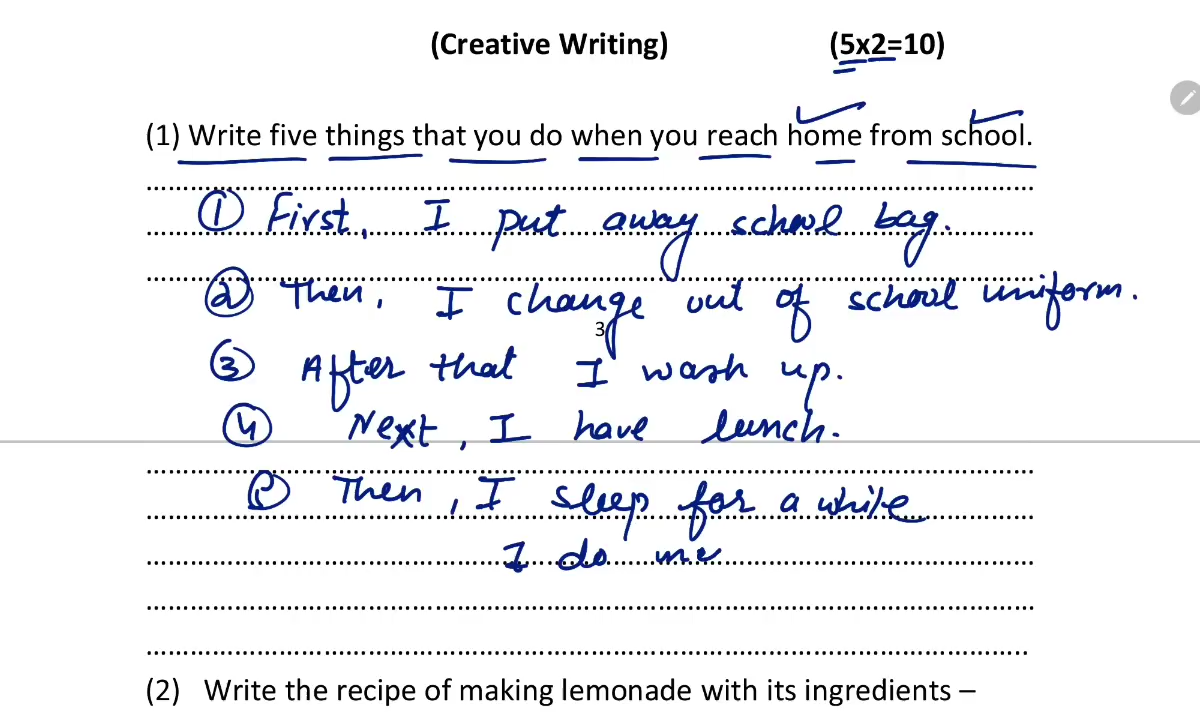 (Creative Writing) (5x2=10)
(1) Write five things that you do when you reach home from school.
① First, I put away school bag.
② Then, I change out of school uniform.
3
③ After that I wash up.
④ Next, I have lunch.
Then, I sleep for a while
I do me
(2) Write the recipe of making lemonade with its ingredients –